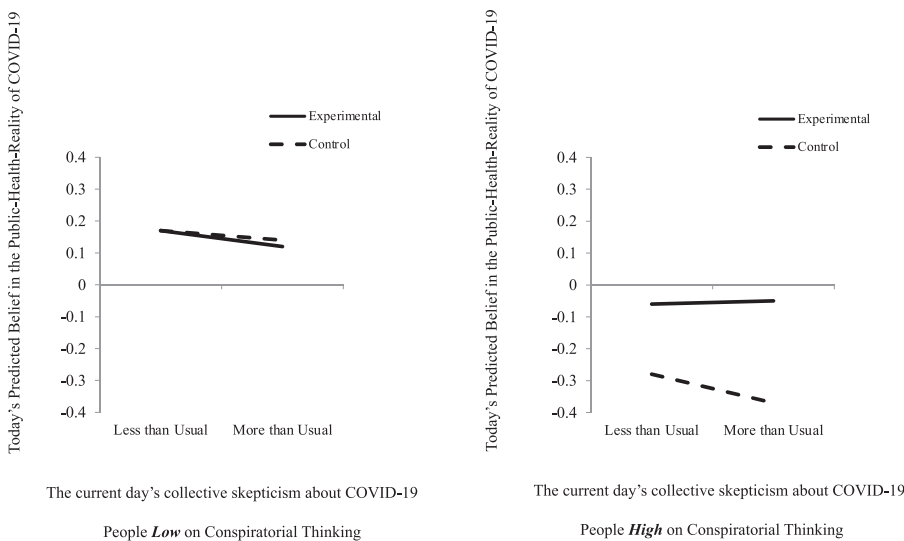 Today's Predicted Belief in the Public-Health-Reality of COVID-19
Experimental
Control
0.4
0.3
0.2
0.1
0
-0.1
-0.2
-0.3
-0.4
Less than Usual
More than Usual
The current day's collective skepticism about COVID-19
People Low on Conspiratorial Thinking
Today's Predicted Belief in the Public-Health-Reality of COVID-19
Experimental
Control
0.4
0.3
0.2
0.1
0
-0.1
-0.2
-0.3
-0.4
Less than Usual
More than Usual
The current day's collective skepticism about COVID-19
People High on Conspiratorial Thinking